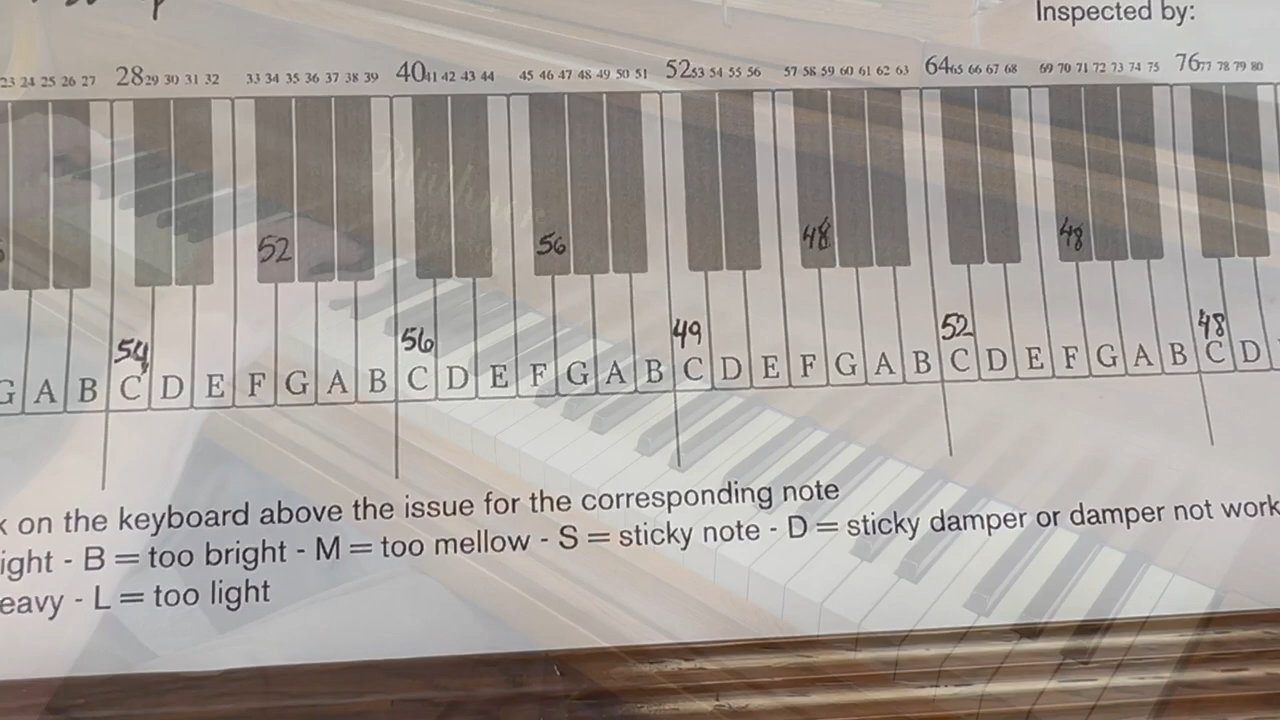 Inspected by:
23 24 25 26 27 28 29 30 31 32 33 34 35 36 37 38 39 40 41 42 43 44 45 46 47 48 49 50 51 52 53 54 55 56 57 58 59 60 61 62 63 64 65 66 67 68 69 70 71 72 73 74 75 76 77 78 79 80
52 56 48 48
54 56 49 52 48
G A B C D E F G A B C D E F G A B C D E F G A B C D E F G A B C D
on the keyboard above the issue for the corresponding note
ight - B = too bright - M = too mellow - S = sticky note - D = sticky damper or damper not work
eavy - L = too light